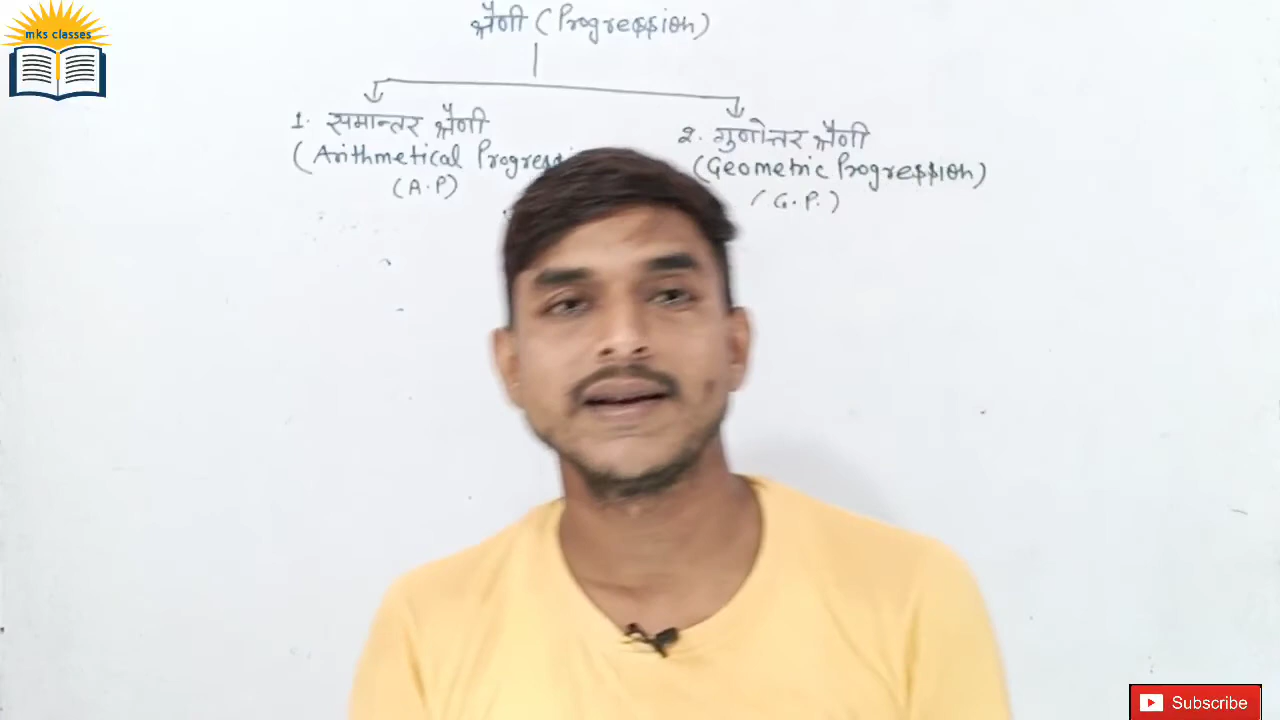 mks classes
श्रेणी (Progression)
1. समान्तर श्रेणी
(Arithmetical
(A.P)
2. गुणोत्तर श्रेणी
(Geometric Progression)
(G.P.)
Subscribe